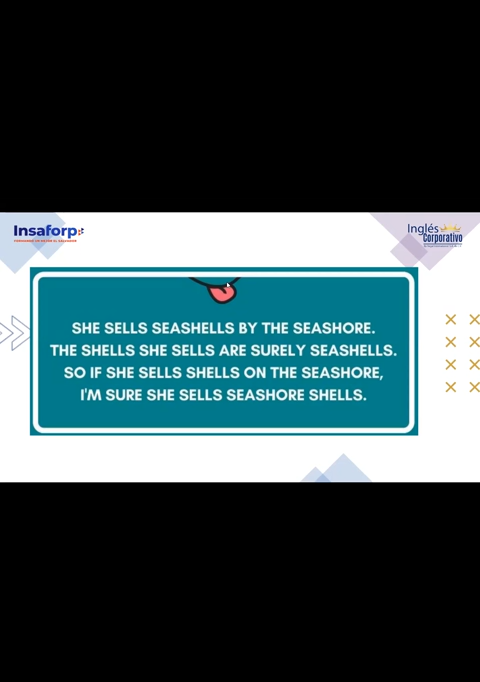 Insaforp
Inglés
Corporativo
SHE SELLS SEASHELLS BY THE SEASHORE.
THE SHELLS SHE SELLS ARE SURELY SEASHELLS.
SO IF SHE SELLS SHELLS ON THE SEASHORE,
I'M SURE SHE SELLS SEASHORE SHELLS.